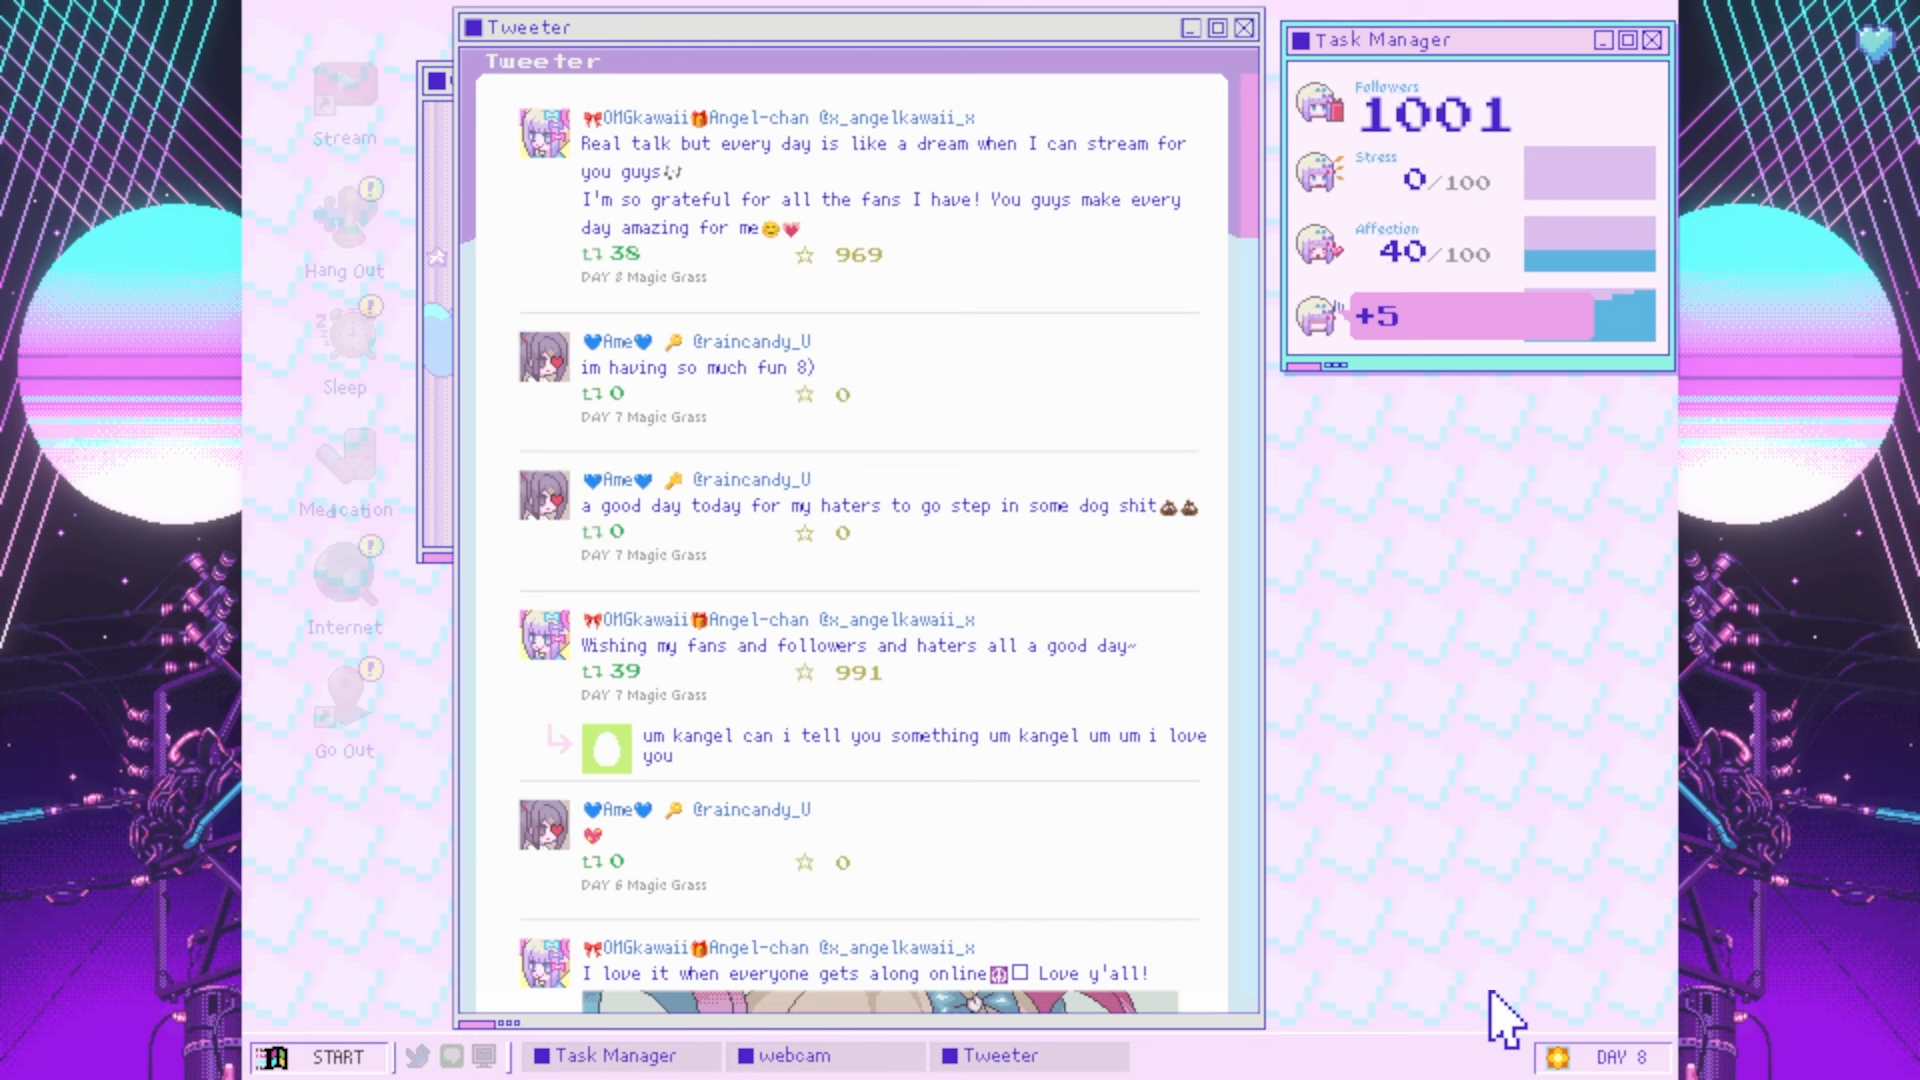 Stream
Hang Out
Sleep
Medication
Internet
Go Out
Tweeter
Tweeter
OMGkawaii Angel-chan @x_angelkawaii_x
Real talk but every day is like a dream when I can stream for
you guys🎶
I'm so grateful for all the fans I have! You guys make every
day amazing for me😊💗
38 969
DAY 8 Magic Grass
💙Ame💙 🔑 @raincandy_U
im having so much fun 8)
0 0
DAY 7 Magic Grass
💙Ame💙 🔑 @raincandy_U
a good day today for my haters to go step in some dog shit💩💩
0 0
DAY 7 Magic Grass
🎀OMGkawaii🎁Angel-chan @x_angelkawaii_x
Wishing my fans and followers and haters all a good day~
39 991
DAY 7 Magic Grass
um kangel can i tell you something um kangel um um i love
you
💙Ame💙 🔑 @raincandy_U
💖
0 0
DAY 6 Magic Grass
🎀OMGkawaii🎁Angel-chan @x_angelkawaii_x
I love it when everyone gets along online☮□ Love y'all!
Task Manager
Followers
1001
Stress
0/100
Affection
40/100
+5
START
Task Manager
webcam
Tweeter
DAY 8